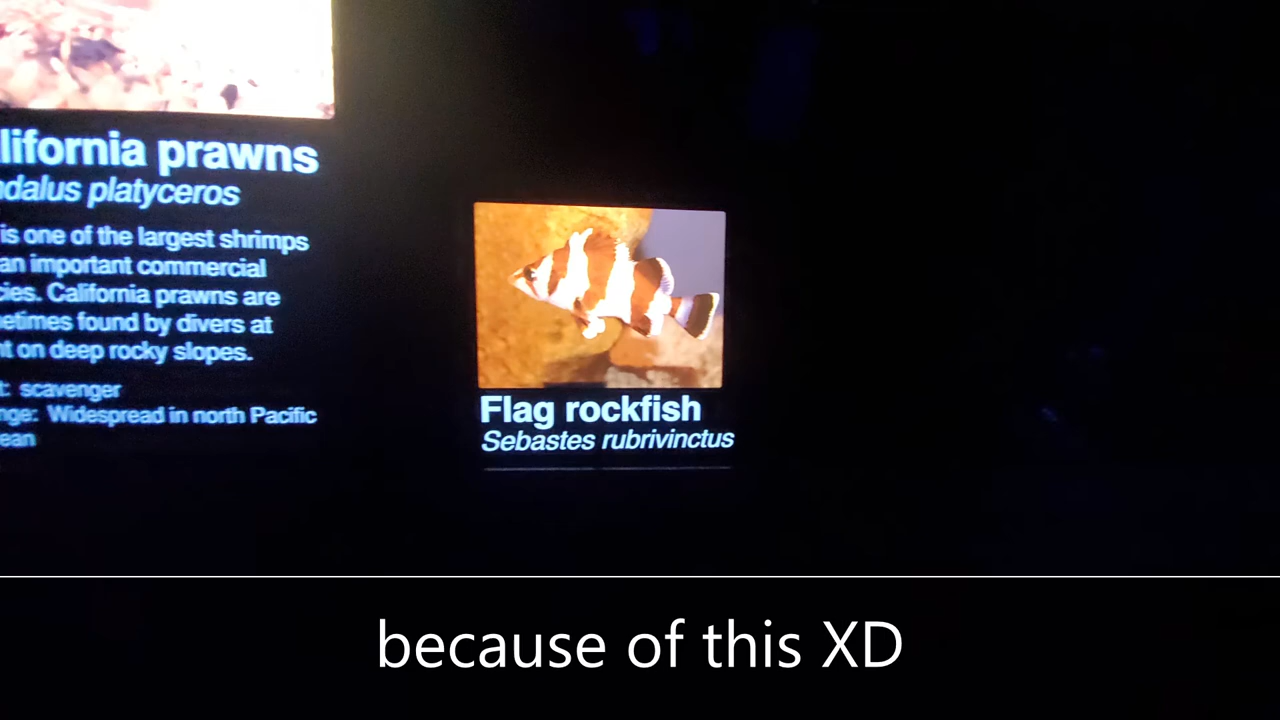 lifornia prawns
ndalus platyceros
is one of the largest shrimps
an important commercial
cies. California prawns are
netimes found by divers at
nt on deep rocky slopes.
t: scavenger
nge: Widespread in north Pacific
ean
Flag rockfish
Sebastes rubrivinctus
because of this XD